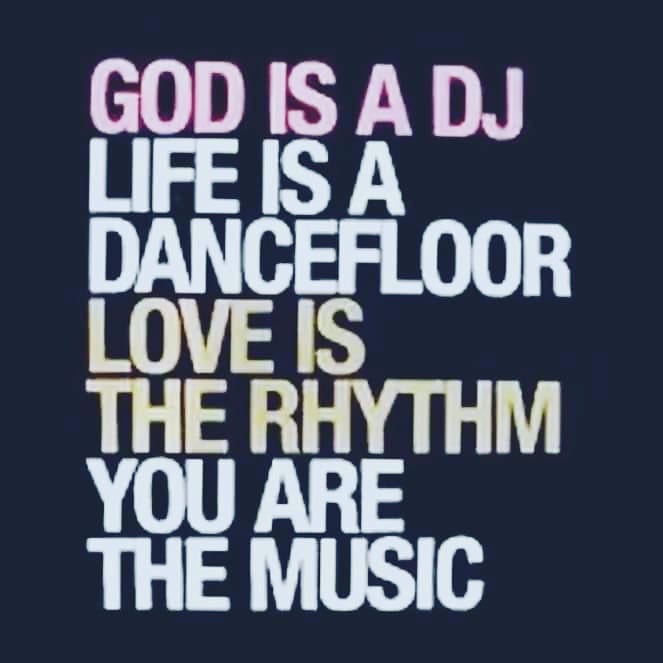 GOD IS A DJ
LIFE IS A
DANCEFLOOR
LOVE IS
THE RHYTHM
YOU ARE
THE MUSIC